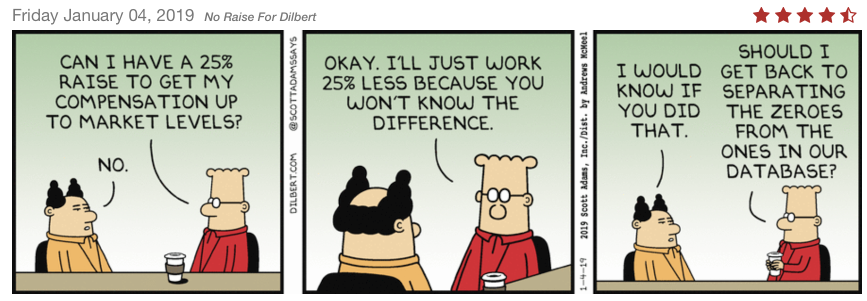 Friday January 04, 2019 No Raise For Dilbert
CAN I HAVE A 25%
RAISE TO GET MY
COMPENSATION UP
TO MARKET LEVELS?
NO.
DILBERT.COM @SCOTTADAMSSAYS
OKAY. I'LL JUST WORK
25% LESS BECAUSE YOU
WON'T KNOW THE
DIFFERENCE.
1-4-19 2019 Scott Adams, Inc./Dist. by Andrews McMeel
I WOULD
KNOW IF
YOU DID
THAT.
SHOULD I
GET BACK TO
SEPARATING
THE ZEROES
FROM THE
ONES IN OUR
DATABASE?